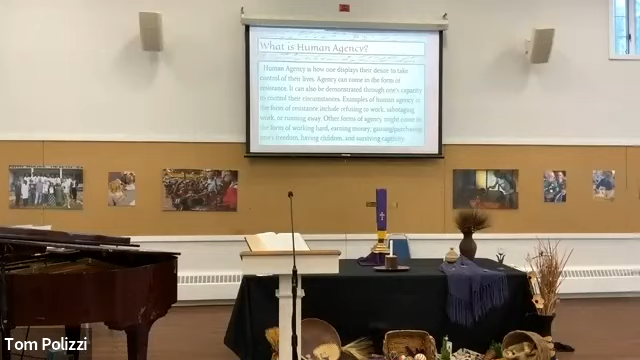 What is Human Agency?
Human Agency is how one displays their desire to take
control of their lives. Agency can come in the form of
resistance. It can also be demonstrated through one's capacity
to control their circumstances. Examples of human agency in
the form of resistance include refusing to work, sabotaging
work, or running away. Other forms of agency might come in
the form of working hard, earning money, gaining/purchasing
one's freedom, having children, and surviving captivity.
Tom Polizzi